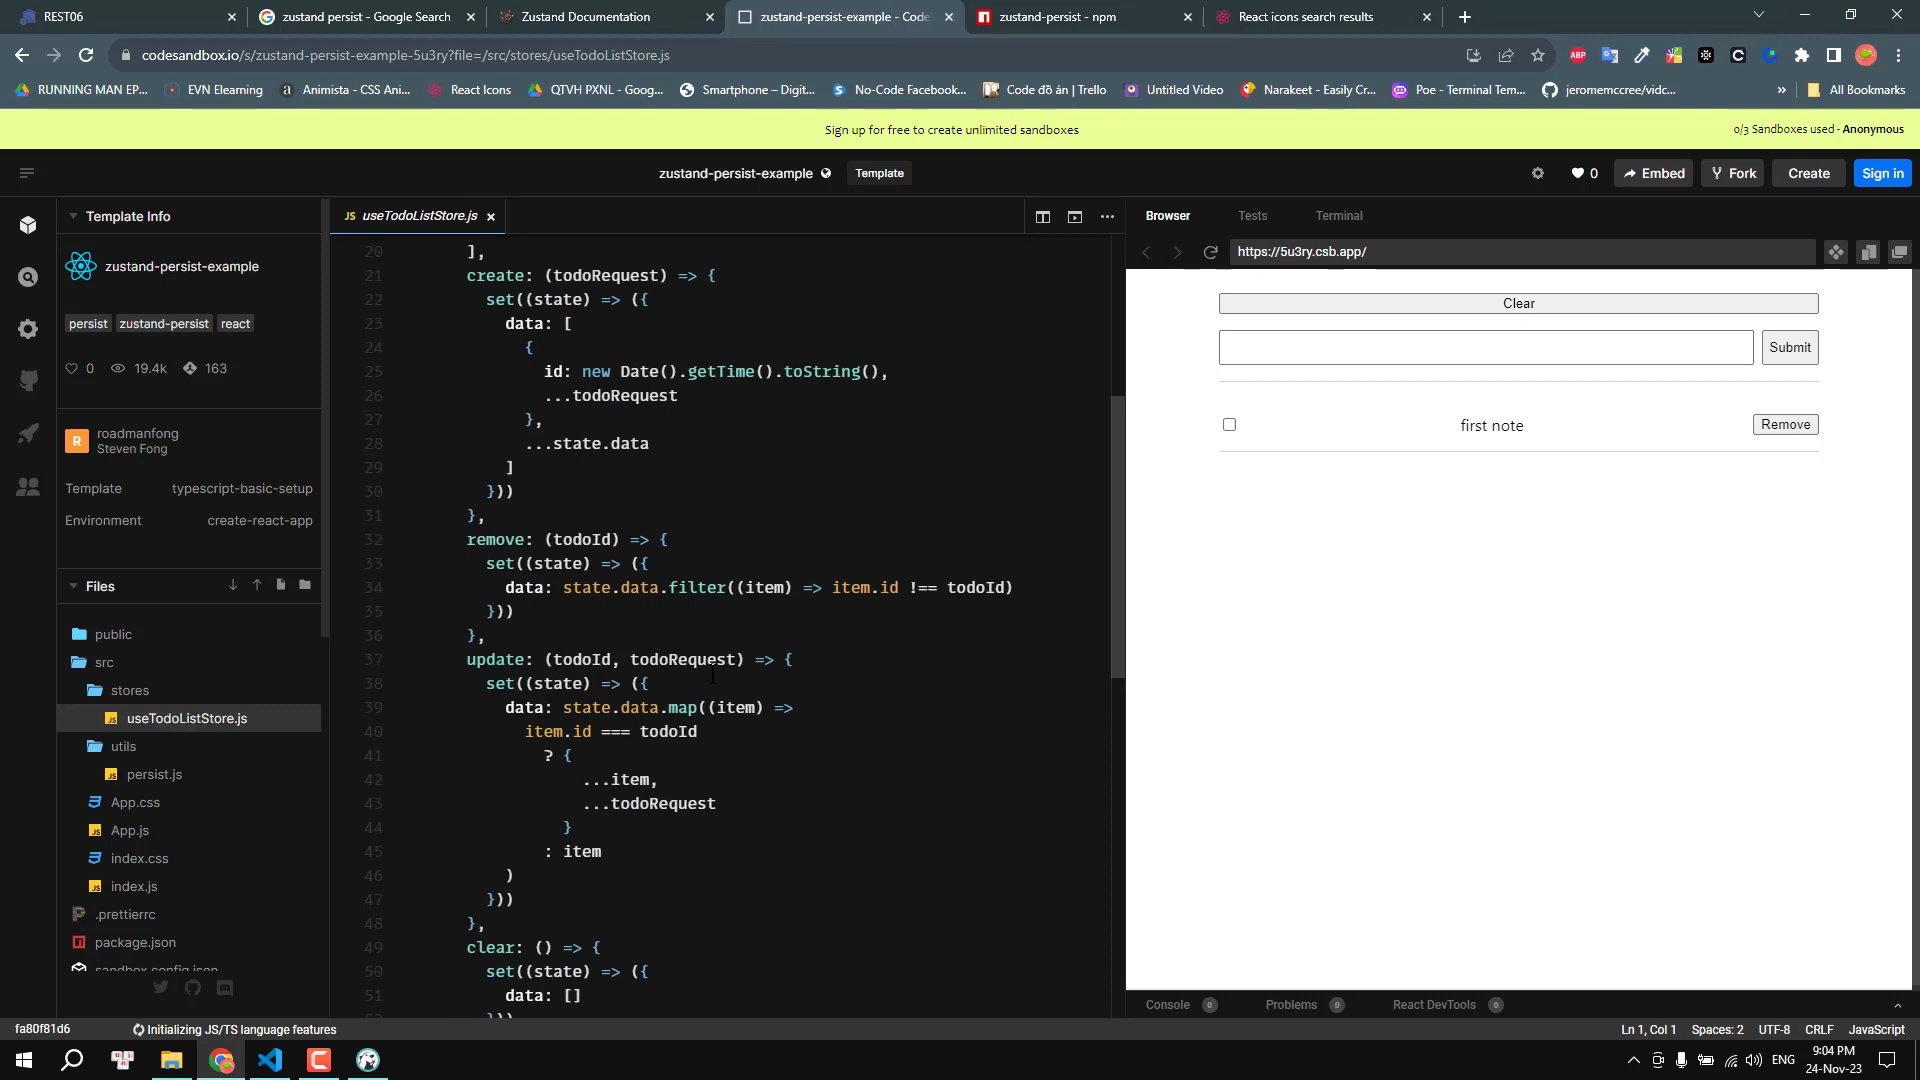 REST06
zustand persist - Google Search
Zustand Documentation
zustand-persist-example - Code
zustand-persist - npm
React icons search results
codesandbox.io/s/zustand-persist-example-5u3ry?file=/src/stores/useTodoListStore.js
RUNNING MAN EP...
EVN Elearning
Animista - CSS Ani...
React Icons
QTVH PXNL - Goog...
Smartphone – Digit...
No-Code Facebook...
Code đồ án | Trello
Untitled Video
Narakeet - Easily Cr...
Poe - Terminal Tem...
jeromemccree/vidc...
All Bookmarks
Sign up for free to create unlimited sandboxes
0/3 Sandboxes used - Anonymous
zustand-persist-example
Template
0
Embed
Fork
Create
Sign in
Template Info
zustand-persist-example
persist
zustand-persist
react
0
19.4k
163
R
roadmanfong
Steven Fong
Template
typescript-basic-setup
Environment
create-react-app
Files
public
src
stores
JS useTodoListStore.js
utils
JS persist.js
App.css
JS App.js
index.css
JS index.js
.prettierrc
package.json
sandbox.config.json
JS useTodoListStore.js
20 ],
21 create: (todoRequest) => {
22 set((state) => ({
23 data: [
24 {
25 id: new Date().getTime().toString(),
26 ...todoRequest
27 },
28 ...state.data
29 ]
30 }))
31 },
32 remove: (todoId) => {
33 set((state) => ({
34 data: state.data.filter((item) => item.id !== todoId)
35 }))
36 },
37 update: (todoId, todoRequest) => {
38 set((state) => ({
39 data: state.data.map((item) =>
40 item.id === todoId
41 ? {
42 ...item,
43 ...todoRequest
44 }
45 : item
46 )
47 }))
48 },
49 clear: () => {
50 set((state) => ({
51 data: []
Browser
Tests
Terminal
https://5u3ry.csb.app/
Clear
Submit
first note
Remove
Console 0
Problems 0
React DevTools 0
fa80f81d6
Initializing JS/TS language features
Ln 1, Col 1
Spaces: 2
UTF-8
CRLF
JavaScript
ENG
9:04 PM
24-Nov-23